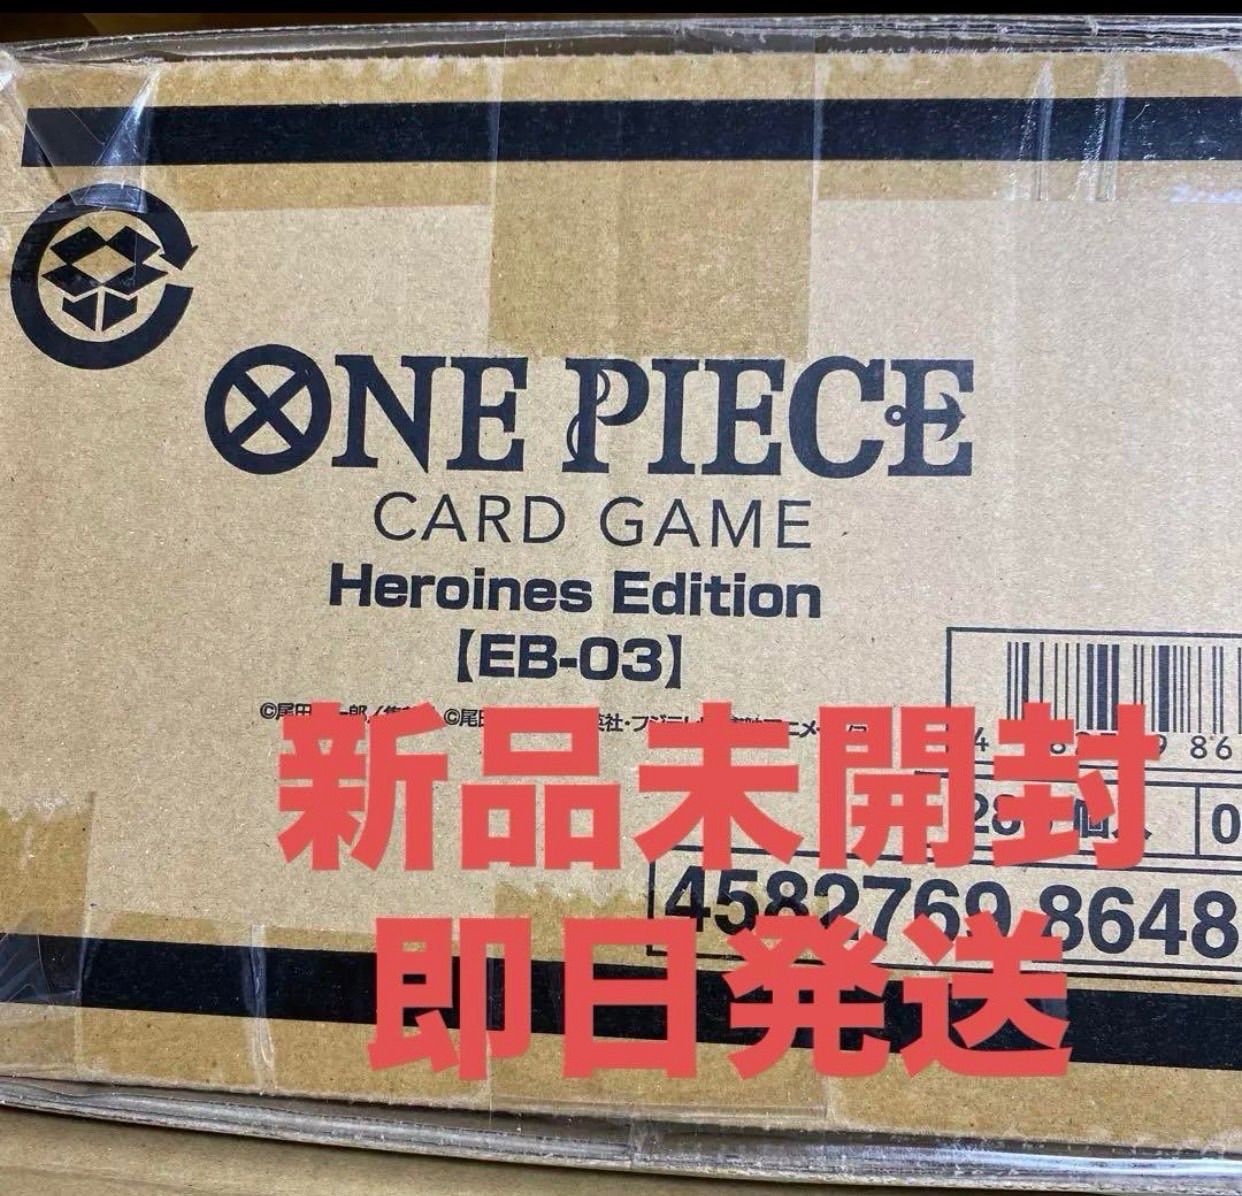 ONE PIECE
CARD GAME
Heroines Edition
【EB-03】
新品未開封
0
4582769 8648
即日発送